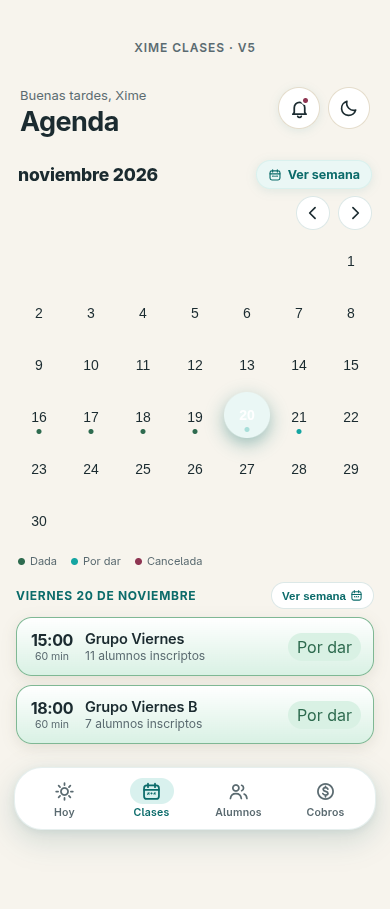 XIME CLASES · V5
Buenas tardes, Xime
Agenda
noviembre 2026
Ver semana
1
2 3 4 5 6 7 8
9 10 11 12 13 14 15
16 17 18 19 20 21 22
23 24 25 26 27 28 29
30
Dada Por dar Cancelada
VIERNES 20 DE NOVIEMBRE
Ver semana
15:00 Grupo Viernes
60 min 11 alumnos inscriptos
Por dar
18:00 Grupo Viernes B
60 min 7 alumnos inscriptos
Por dar
Hoy Clases Alumnos Cobros